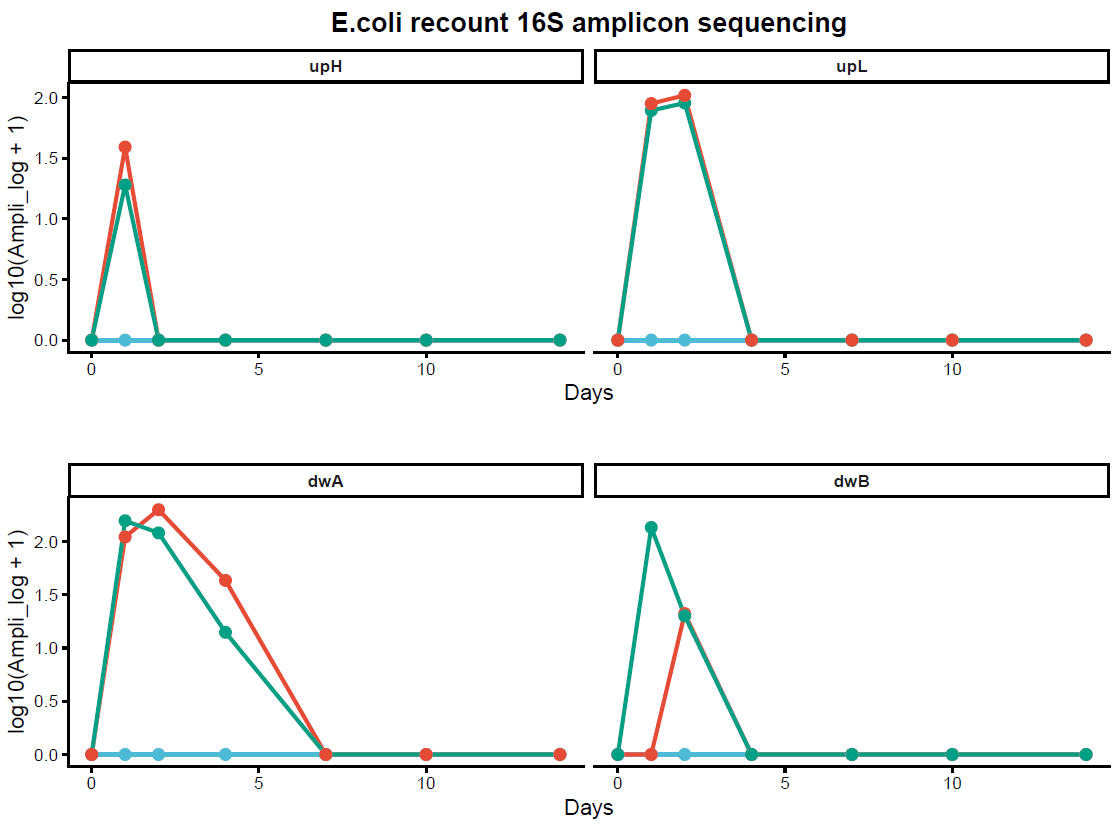 E.coli recount 16S amplicon sequencing
upH
upL
log10(Ampli_log + 1)
2.0
1.5
1.0
0.5
0.0
0
5
10
0
5
10
Days
dwA
dwB
log10(Ampli_log + 1)
2.0
1.5
1.0
0.5
0.0
0
5
10
0
5
10
Days